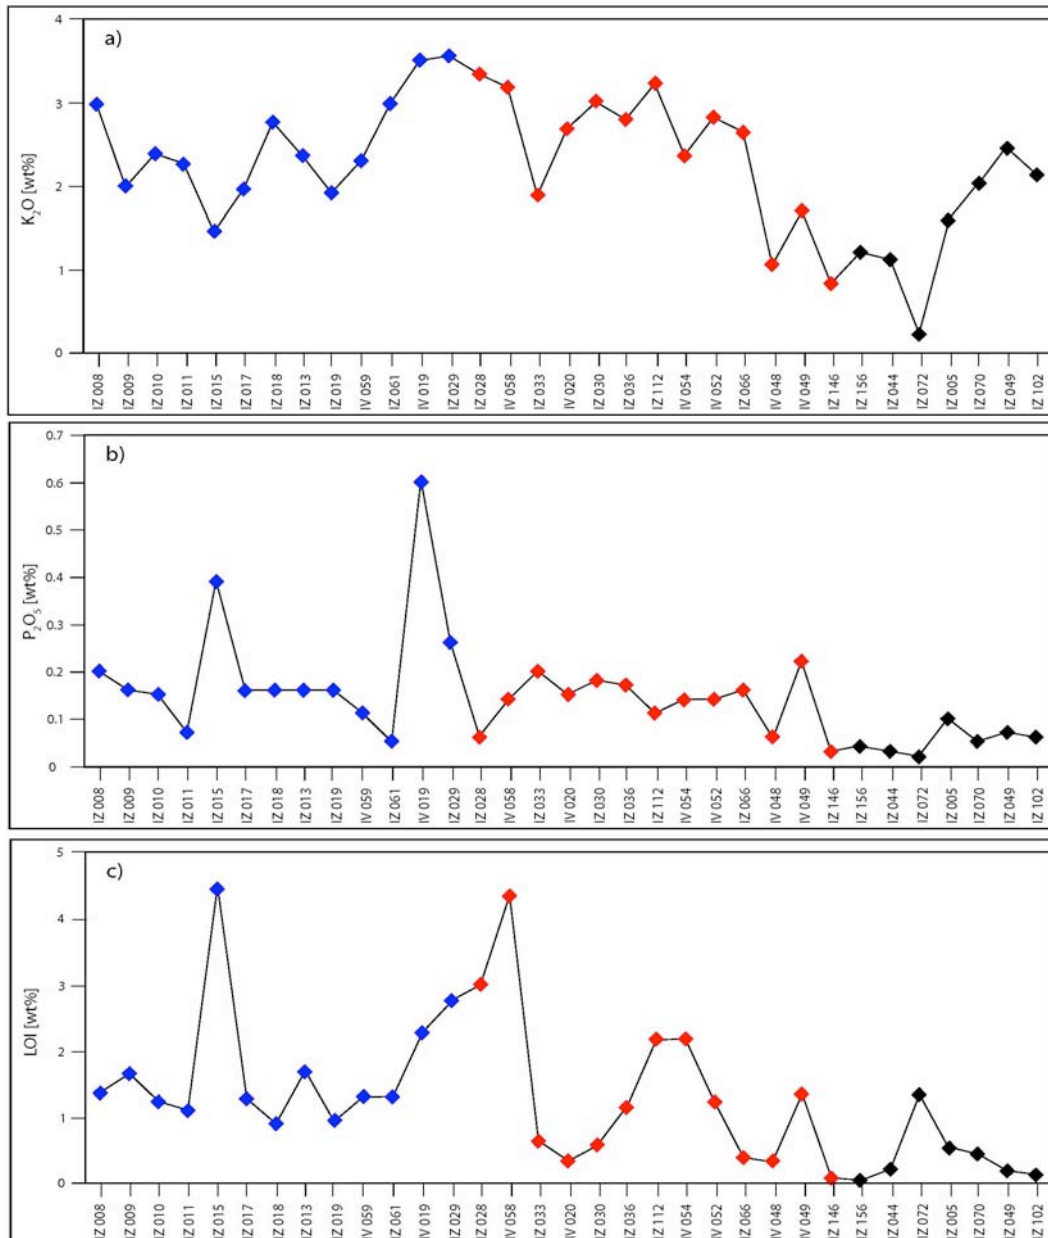 a)
K₂O [wt%]
4
3
2
1
0
IZ 008
IZ 009
IZ 010
IZ 011
IZ 015
IZ 017
IZ 018
IZ 013
IZ 019
IV 059
IZ 061
IV 019
IZ 029
IZ 028
IV 058
IZ 033
IV 020
IZ 030
IZ 036
IZ 112
IV 054
IV 052
IZ 066
IV 048
IV 049
IZ 146
IZ 156
IZ 044
IZ 072
IZ 005
IZ 070
IZ 049
IZ 102
b)
P₂O₅ [wt%]
0.7
0.6
0.5
0.4
0.3
0.2
0.1
0
IZ 008
IZ 009
IZ 010
IZ 011
IZ 015
IZ 017
IZ 018
IZ 013
IZ 019
IV 059
IZ 061
IV 019
IZ 029
IZ 028
IV 058
IZ 033
IV 020
IZ 030
IZ 036
IZ 112
IV 054
IV 052
IZ 066
IV 048
IV 049
IZ 146
IZ 156
IZ 044
IZ 072
IZ 005
IZ 070
IZ 049
IZ 102
c)
LOI [wt%]
5
4
3
2
1
0
IZ 008
IZ 009
IZ 010
IZ 011
IZ 015
IZ 017
IZ 018
IZ 013
IZ 019
IV 059
IZ 061
IV 019
IZ 029
IZ 028
IV 058
IZ 033
IV 020
IZ 030
IZ 036
IZ 112
IV 054
IV 052
IZ 066
IV 048
IV 049
IZ 146
IZ 156
IZ 044
IZ 072
IZ 005
IZ 070
IZ 049
IZ 102